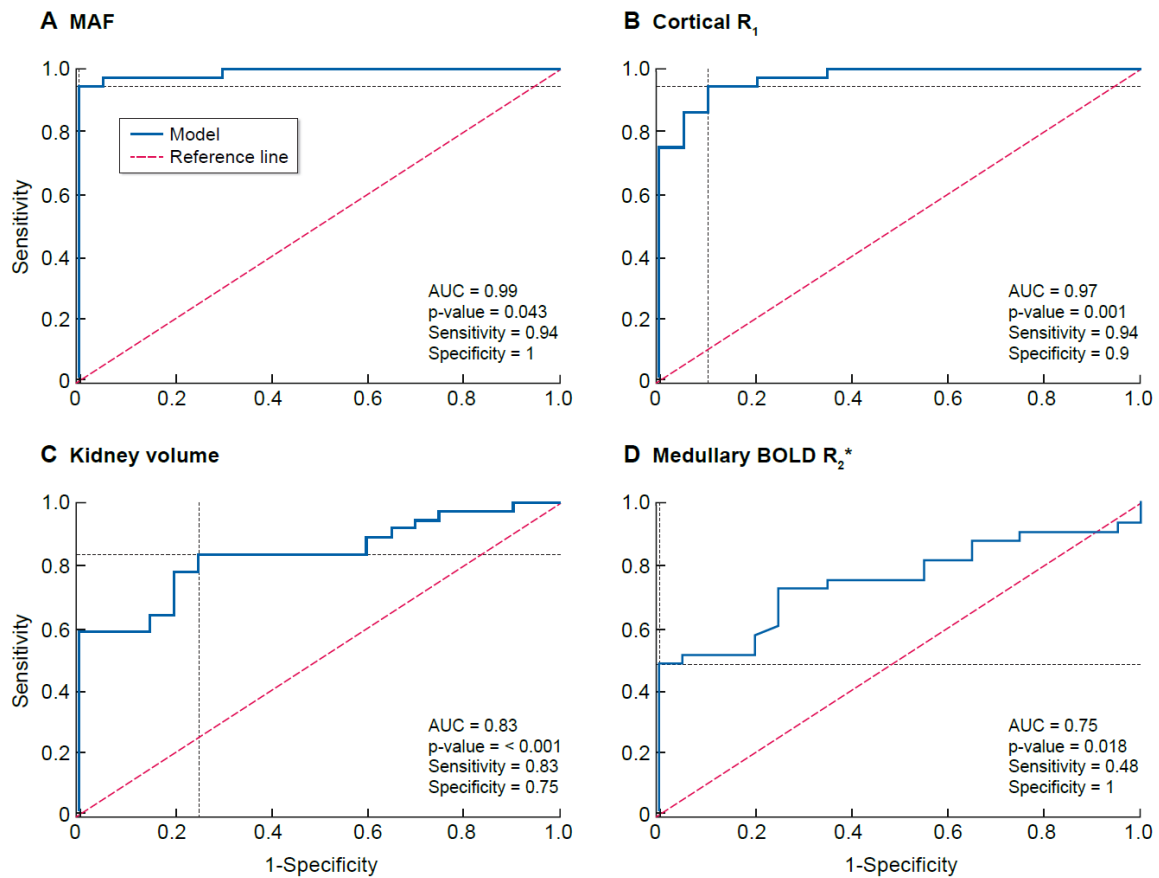 A MAF
1.0
0.8
0.6
0.4
0.2
0
0 0.2 0.4 0.6 0.8 1.0
Sensitivity
Model
Reference line
AUC = 0.99
p-value = 0.043
Sensitivity = 0.94
Specificity = 1
B Cortical R1
1.0
0.8
0.6
0.4
0.2
0
0 0.2 0.4 0.6 0.8 1.0
AUC = 0.97
p-value = 0.001
Sensitivity = 0.94
Specificity = 0.9
C Kidney volume
1.0
0.8
0.6
0.4
0.2
0
0 0.2 0.4 0.6 0.8 1.0
Sensitivity
1-Specificity
AUC = 0.83
p-value = < 0.001
Sensitivity = 0.83
Specificity = 0.75
D Medullary BOLD R2*
1.0
0.8
0.6
0.4
0.2
0
0 0.2 0.4 0.6 0.8 1.0
1-Specificity
AUC = 0.75
p-value = 0.018
Sensitivity = 0.48
Specificity = 1